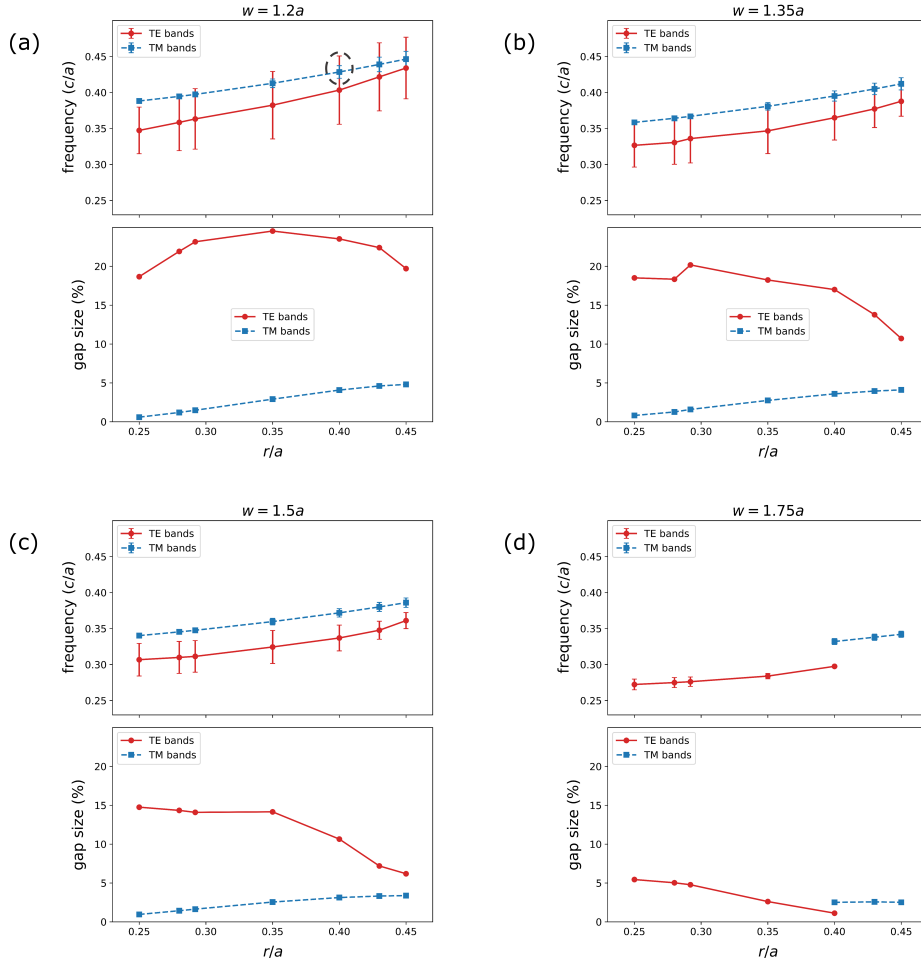 (a)
w = 1.2a
TE bands
TM bands
frequency (c/a)
0.45
0.40
0.35
0.30
0.25
TE bands
TM bands
gap size (%)
20
15
10
5
0
0.25 0.30 0.35 0.40 0.45
r/a
(b)
w = 1.35a
TE bands
TM bands
frequency (c/a)
0.45
0.40
0.35
0.30
0.25
TE bands
TM bands
gap size (%)
20
15
10
5
0
0.25 0.30 0.35 0.40 0.45
r/a
(c)
w = 1.5a
TE bands
TM bands
frequency (c/a)
0.45
0.40
0.35
0.30
0.25
TE bands
TM bands
gap size (%)
20
15
10
5
0
0.25 0.30 0.35 0.40 0.45
r/a
(d)
w = 1.75a
TE bands
TM bands
frequency (c/a)
0.45
0.40
0.35
0.30
0.25
TE bands
TM bands
gap size (%)
20
15
10
5
0
0.25 0.30 0.35 0.40 0.45
r/a